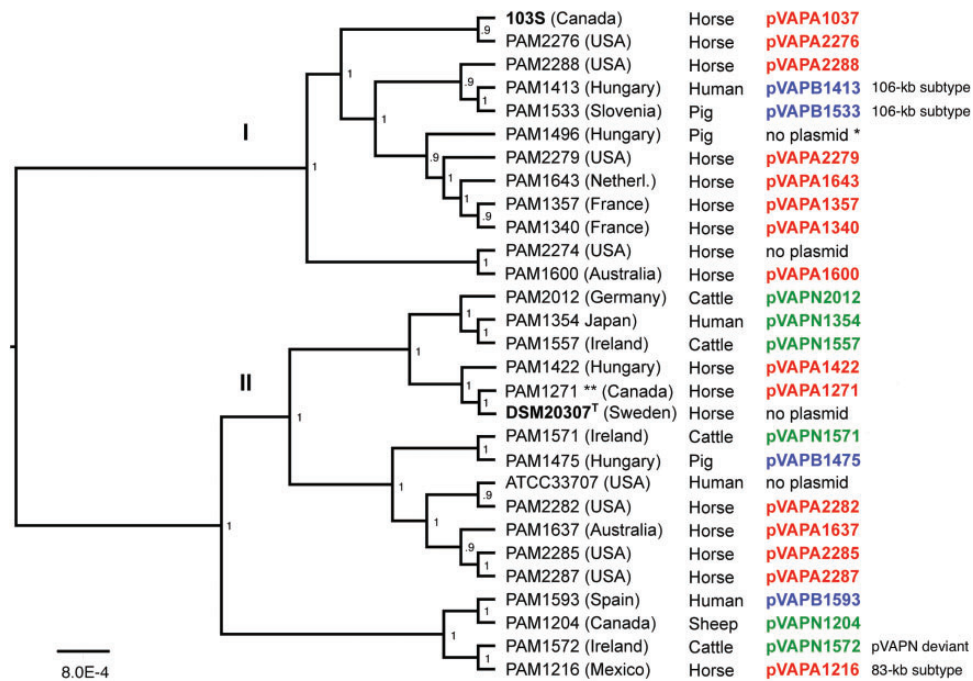 103S (Canada) Horse pVAPA1037
.9
PAM2276 (USA) Horse pVAPA2276
1
PAM2288 (USA) Horse pVAPA2288
.9
PAM1413 (Hungary) Human pVAPB1413 106-kb subtype
1
PAM1533 (Slovenia) Pig pVAPB1533 106-kb subtype
1
I
PAM1496 (Hungary) Pig no plasmid *
.9
PAM2279 (USA) Horse pVAPA2279
1
1
PAM1643 (Netherl.) Horse pVAPA1643
1
PAM1357 (France) Horse pVAPA1357
.9
PAM1340 (France) Horse pVAPA1340
PAM2274 (USA) Horse no plasmid
1
PAM1600 (Australia) Horse pVAPA1600
PAM2012 (Germany) Cattle pVAPN2012
1
PAM1354 Japan) Human pVAPN1354
1
PAM1557 (Ireland) Cattle pVAPN1557
1
II
PAM1422 (Hungary) Horse pVAPA1422
1
PAM1271 ** (Canada) Horse pVAPA1271
1
DSM20307T (Sweden) Horse no plasmid
1
PAM1571 (Ireland) Cattle pVAPN1571
1
PAM1475 (Hungary) Pig pVAPB1475
1
ATCC33707 (USA) Human no plasmid
.9
PAM2282 (USA) Horse pVAPA2282
1
1
PAM1637 (Australia) Horse pVAPA1637
.9
PAM2285 (USA) Horse pVAPA2285
1
PAM2287 (USA) Horse pVAPA2287
PAM1593 (Spain) Human pVAPB1593
1
PAM1204 (Canada) Sheep pVAPN1204
1
PAM1572 (Ireland) Cattle pVAPN1572 pVAPN deviant
1
PAM1216 (Mexico) Horse pVAPA1216 83-kb subtype
8.0E-4